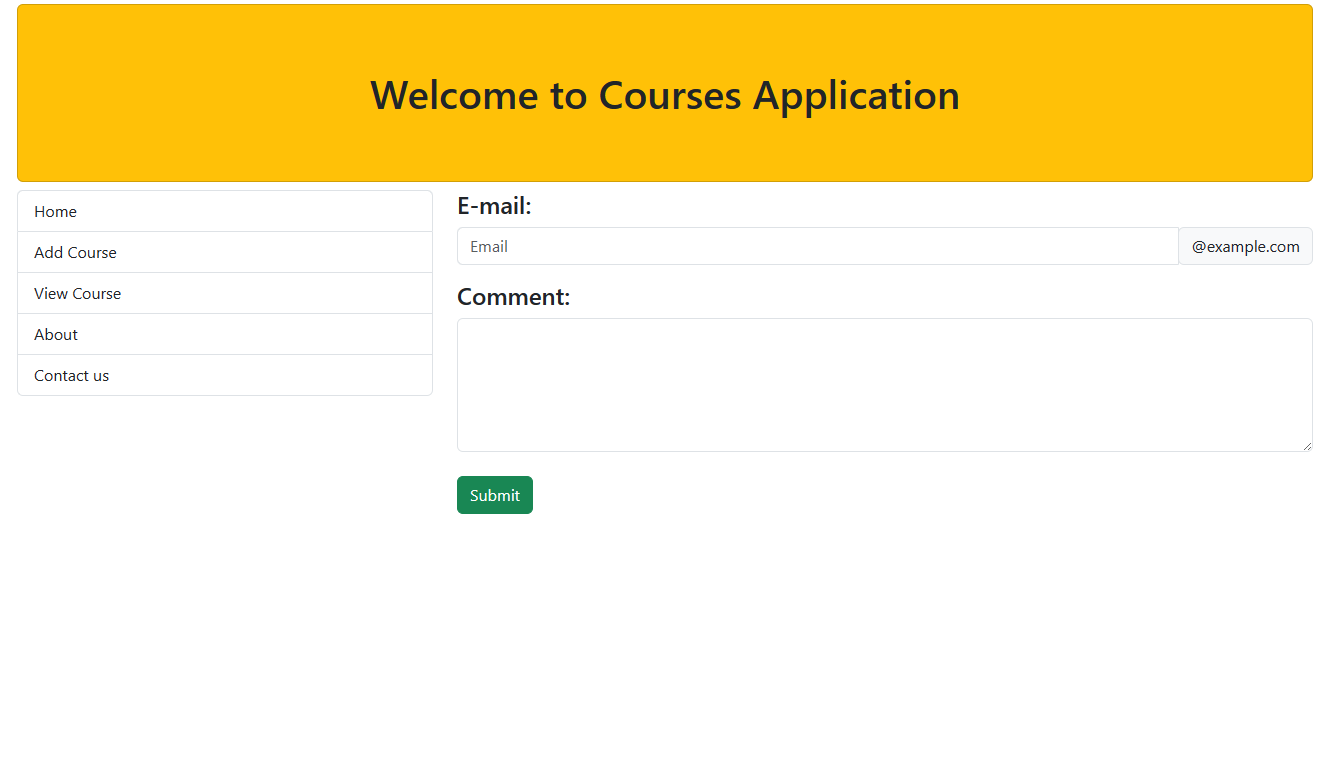 Welcome to Courses Application
Home
Add Course
View Course
About
Contact us
E-mail:
Email
@example.com
Comment:
Submit